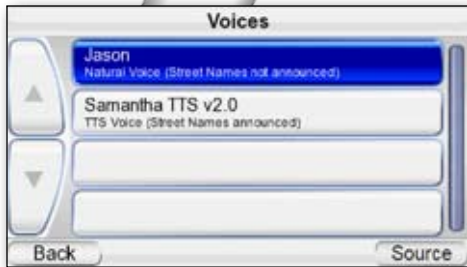 Voices
Jason
Natural Voice (Street Names not announced)
Samantha TTS v2.0
TTS Voice (Street Names announced)
Back
Source